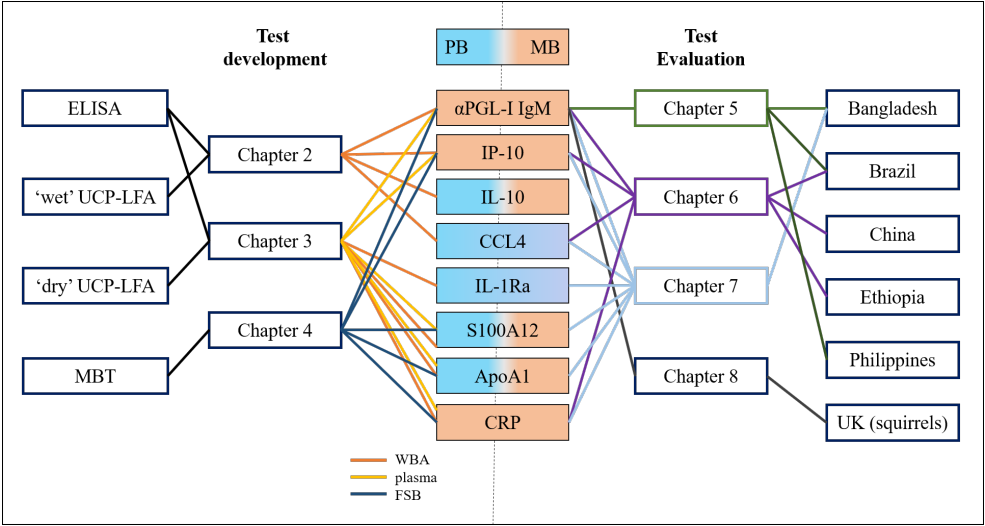 Test
development
PB
MB
Test
Evaluation
ELISA
‘wet’ UCP-LFA
‘dry’ UCP-LFA
MBT
Chapter 2
Chapter 3
Chapter 4
αPGL-I IgM
IP-10
IL-10
CCL4
IL-1Ra
S100A12
ApoA1
CRP
Chapter 5
Chapter 6
Chapter 7
Chapter 8
Bangladesh
Brazil
China
Ethiopia
Philippines
UK (squirrels)
WBA
plasma
FSB